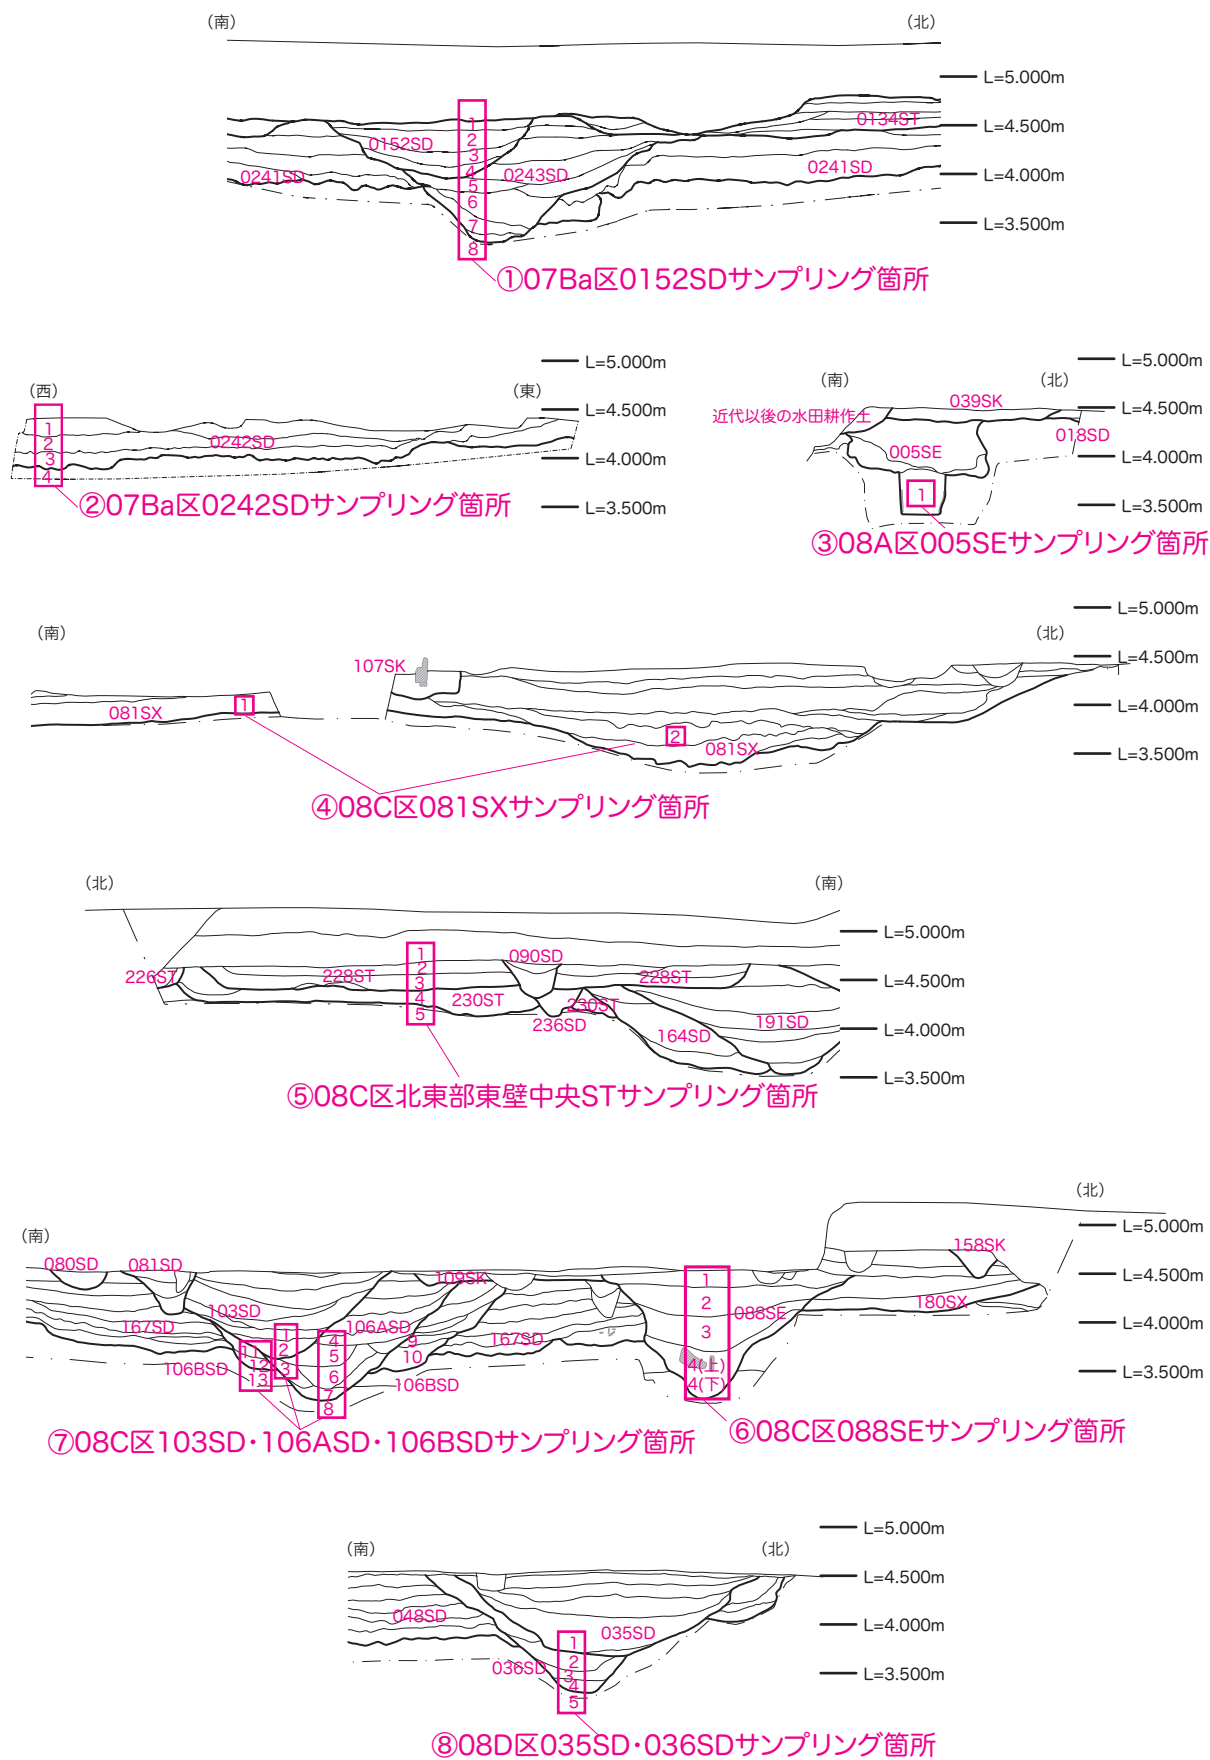 （南）
（北）
L=5.000m
0134ST
L=4.500m
1
2
3
4
5
6
7
8
0152SD
0243SD
0241SD
0241SD
L=4.000m
L=3.500m
①07Ba区0152SDサンプリング箇所
（西）
（東）
L=5.000m
L=4.500m
L=4.000m
L=3.500m
1
2
3
4
0242SD
②07Ba区0242SDサンプリング箇所
（南）
（北）
L=5.000m
L=4.500m
L=4.000m
L=3.500m
039SK
近代以後の水田耕作土
018SD
005SE
1
③08A区005SEサンプリング箇所
（南）
（北）
L=5.000m
L=4.500m
L=4.000m
L=3.500m
107SK
081SX
1
2
081SX
④08C区081SXサンプリング箇所
（北）
（南）
L=5.000m
L=4.500m
L=4.000m
L=3.500m
1
2
3
4
5
090SD
226ST
228ST
228ST
230ST
230ST
236SD
164SD
191SD
⑤08C区北東部東壁中央STサンプリング箇所
（南）
（北）
L=5.000m
L=4.500m
L=4.000m
L=3.500m
080SD
081SD
109SK
158SK
103SD
106ASD
088SE
180SX
167SD
167SD
106BSD
106BSD
1
2
3
4
5
6
7
8
9
10
11
12
13
1
2
3
4(上)
4(下)
⑦08C区103SD・106ASD・106BSDサンプリング箇所
⑥08C区088SEサンプリング箇所
（南）
（北）
L=5.000m
L=4.500m
L=4.000m
L=3.500m
048SD
035SD
036SD
1
2
3
4
5
⑧08D区035SD・036SDサンプリング箇所